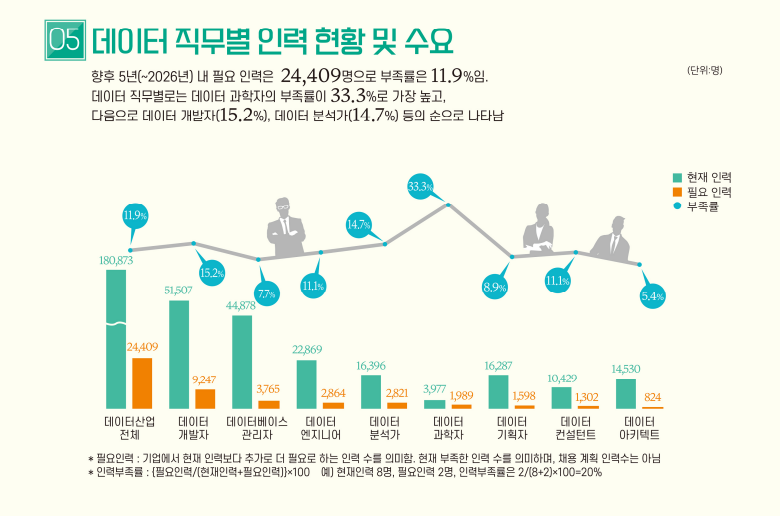 05 데이터 직무별 인력 현황 및 수요
(단위:명)
향후 5년(~2026년) 내 필요 인력은 24,409명으로 부족률은 11.9%임.
데이터 직무별로는 데이터 과학자의 부족률이 33.3%로 가장 높고,
다음으로 데이터 개발자(15.2%), 데이터 분석가(14.7%) 등의 순으로 나타남
현재 인력
필요 인력
부족률
11.9%
15.2%
7.7%
11.1%
14.7%
33.3%
8.9%
11.1%
5.4%
180,873
24,409
51,507
9,247
44,878
3,765
22,869
2,864
16,396
2,821
3,977
1,989
16,287
1,598
10,429
1,302
14,530
824
데이터산업
전체
데이터
개발자
데이터베이스
관리자
데이터
엔지니어
데이터
분석가
데이터
과학자
데이터
기획자
데이터
컨설턴트
데이터
아키텍트
* 필요인력 : 기업에서 현재 인력보다 추가로 더 필요로 하는 인력 수를 의미함. 현재 부족한 인력 수를 의미하며, 채용 계획 인력수는 아님
* 인력부족률 : {필요인력/(현재인력+필요인력)}×100 예) 현재인력 8명, 필요인력 2명, 인력부족률은 2/(8+2)×100=20%